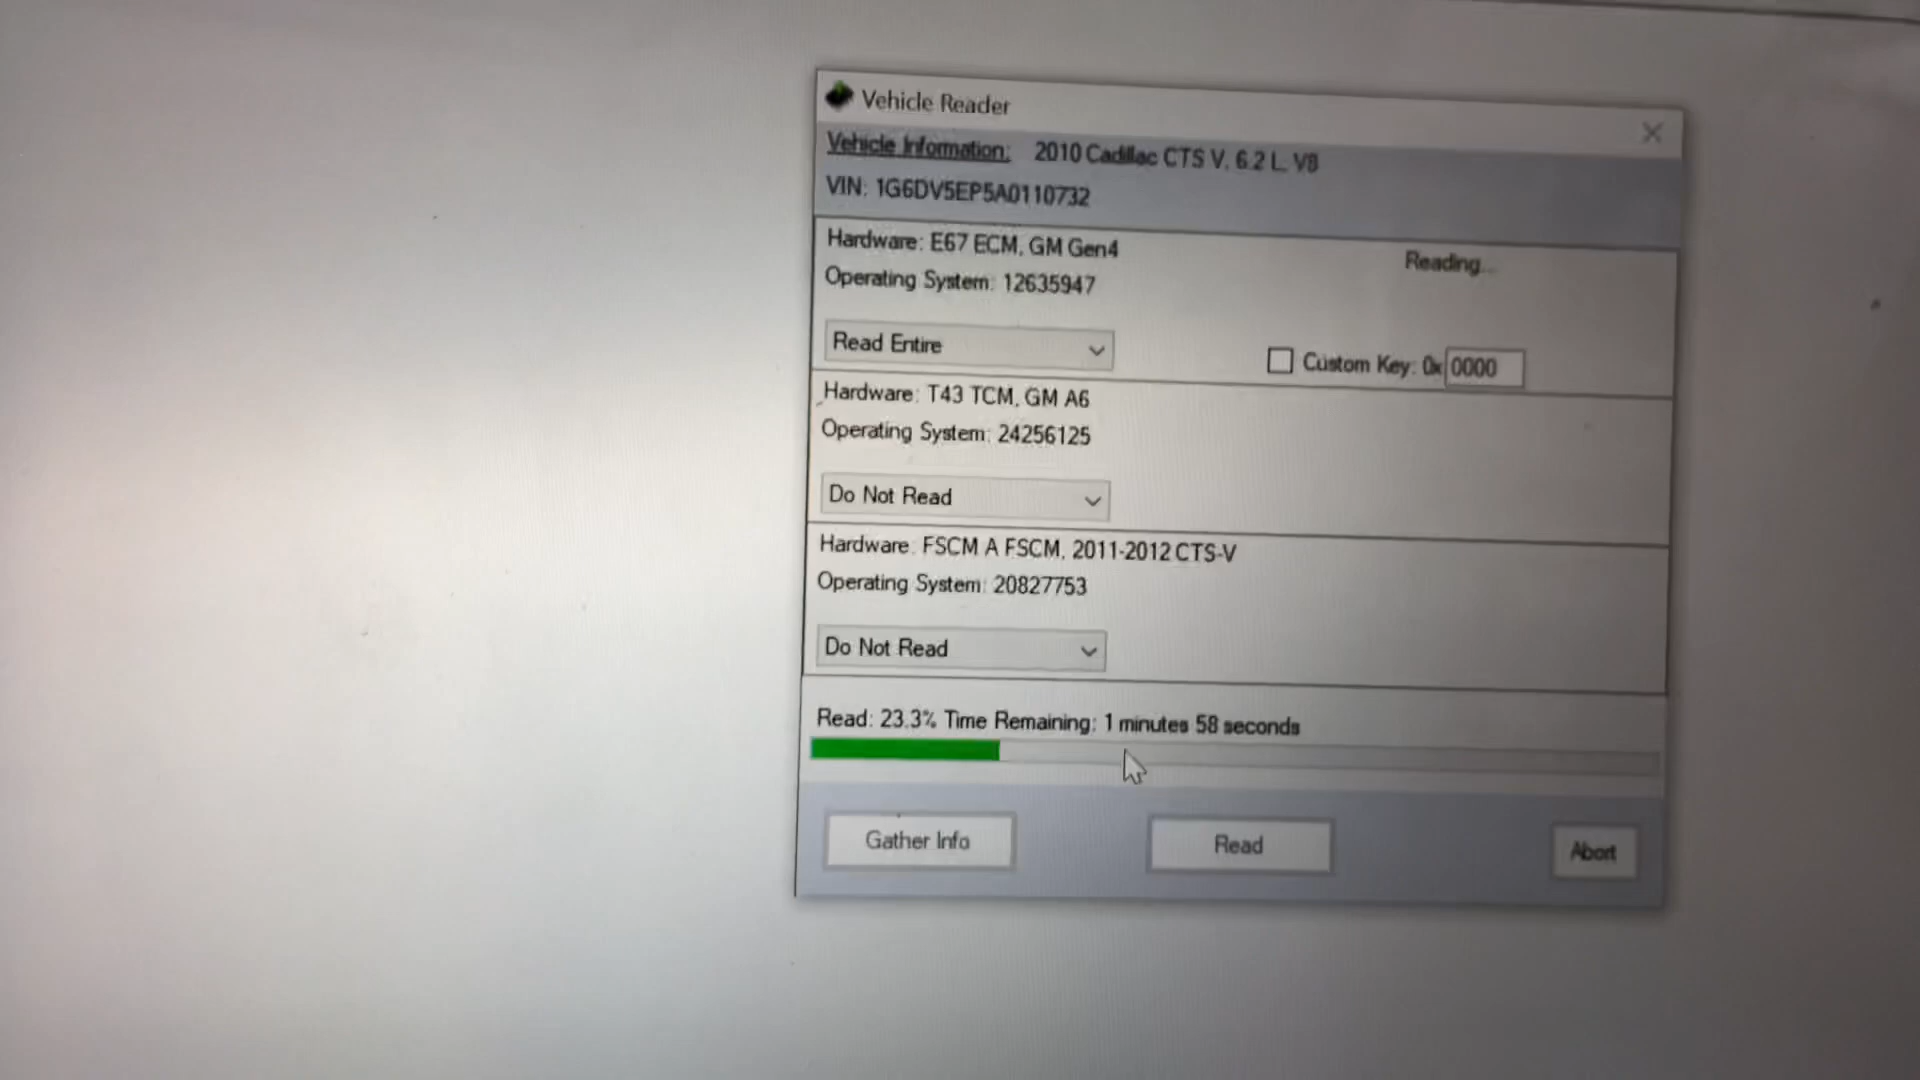 Vehicle Reader
Vehicle Information: 2010 Cadillac CTS V, 6.2 L, V8
VIN: 1G6DV5EP5A0110732
Hardware: E67 ECM, GM Gen4
Reading...
Operating System: 12635947
Read Entire
Custom Key: 0x 0000
Hardware: T43 TCM, GM A6
Operating System: 24256125
Do Not Read
Hardware: FSCM A FSCM, 2011-2012 CTS-V
Operating System: 20827753
Do Not Read
Read: 23.3% Time Remaining: 1 minutes 58 seconds
Gather Info
Read
Abort